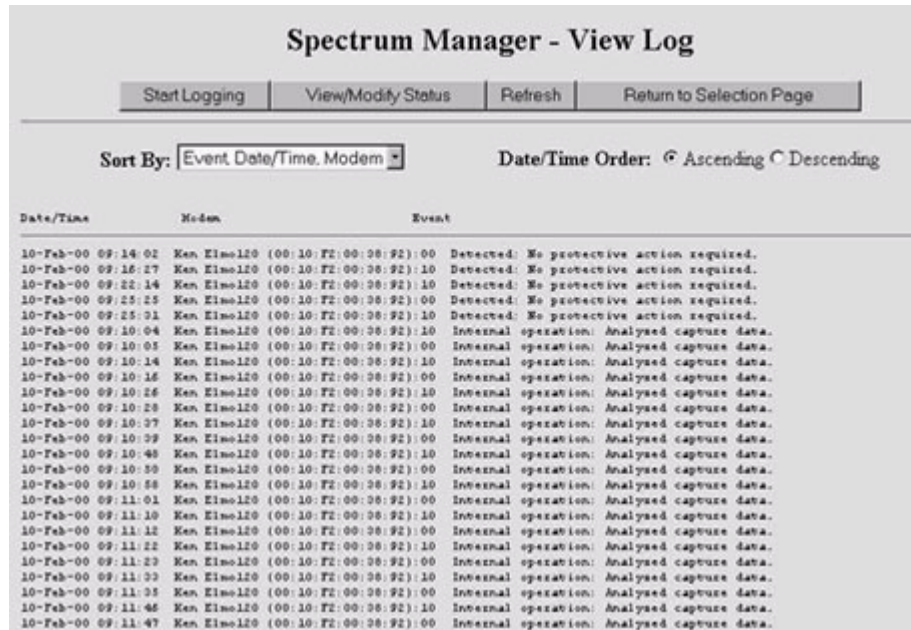 Spectrum Manager - View Log
Start Logging View/Modify Status Refresh Return to Selection Page
Sort By: Event, Date/Time, Modem Date/Time Order: Ascending Descending
Date/Time Modem Event
10-Feb-00 09:14:02 Ken Elmo120 (00:10:F2:00:38:92):00 Detected: No protective action required.
10-Feb-00 09:16:27 Ken Elmo120 (00:10:F2:00:38:92):10 Detected: No protective action required.
10-Feb-00 09:22:14 Ken Elmo120 (00:10:F2:00:38:92):10 Detected: No protective action required.
10-Feb-00 09:25:25 Ken Elmo120 (00:10:F2:00:38:92):00 Detected: No protective action required.
10-Feb-00 09:25:31 Ken Elmo120 (00:10:F2:00:38:92):10 Detected: No protective action required.
10-Feb-00 09:10:04 Ken Elmo120 (00:10:F2:00:38:92):10 Internal operation: Analysed capture data.
10-Feb-00 09:10:05 Ken Elmo120 (00:10:F2:00:38:92):00 Internal operation: Analysed capture data.
10-Feb-00 09:10:14 Ken Elmo120 (00:10:F2:00:38:92):10 Internal operation: Analysed capture data.
10-Feb-00 09:10:16 Ken Elmo120 (00:10:F2:00:38:92):00 Internal operation: Analysed capture data.
10-Feb-00 09:10:26 Ken Elmo120 (00:10:F2:00:38:92):10 Internal operation: Analysed capture data.
10-Feb-00 09:10:28 Ken Elmo120 (00:10:F2:00:38:92):00 Internal operation: Analysed capture data.
10-Feb-00 09:10:37 Ken Elmo120 (00:10:F2:00:38:92):10 Internal operation: Analysed capture data.
10-Feb-00 09:10:39 Ken Elmo120 (00:10:F2:00:38:92):00 Internal operation: Analysed capture data.
10-Feb-00 09:10:48 Ken Elmo120 (00:10:F2:00:38:92):10 Internal operation: Analysed capture data.
10-Feb-00 09:10:50 Ken Elmo120 (00:10:F2:00:38:92):00 Internal operation: Analysed capture data.
10-Feb-00 09:10:58 Ken Elmo120 (00:10:F2:00:38:92):10 Internal operation: Analysed capture data.
10-Feb-00 09:11:01 Ken Elmo120 (00:10:F2:00:38:92):00 Internal operation: Analysed capture data.
10-Feb-00 09:11:10 Ken Elmo120 (00:10:F2:00:38:92):10 Internal operation: Analysed capture data.
10-Feb-00 09:11:12 Ken Elmo120 (00:10:F2:00:38:92):00 Internal operation: Analysed capture data.
10-Feb-00 09:11:22 Ken Elmo120 (00:10:F2:00:38:92):10 Internal operation: Analysed capture data.
10-Feb-00 09:11:23 Ken Elmo120 (00:10:F2:00:38:92):00 Internal operation: Analysed capture data.
10-Feb-00 09:11:33 Ken Elmo120 (00:10:F2:00:38:92):10 Internal operation: Analysed capture data.
10-Feb-00 09:11:35 Ken Elmo120 (00:10:F2:00:38:92):00 Internal operation: Analysed capture data.
10-Feb-00 09:11:46 Ken Elmo120 (00:10:F2:00:38:92):10 Internal operation: Analysed capture data.
10-Feb-00 09:11:47 Ken Elmo120 (00:10:F2:00:38:92):00 Internal operation: Analysed capture data.